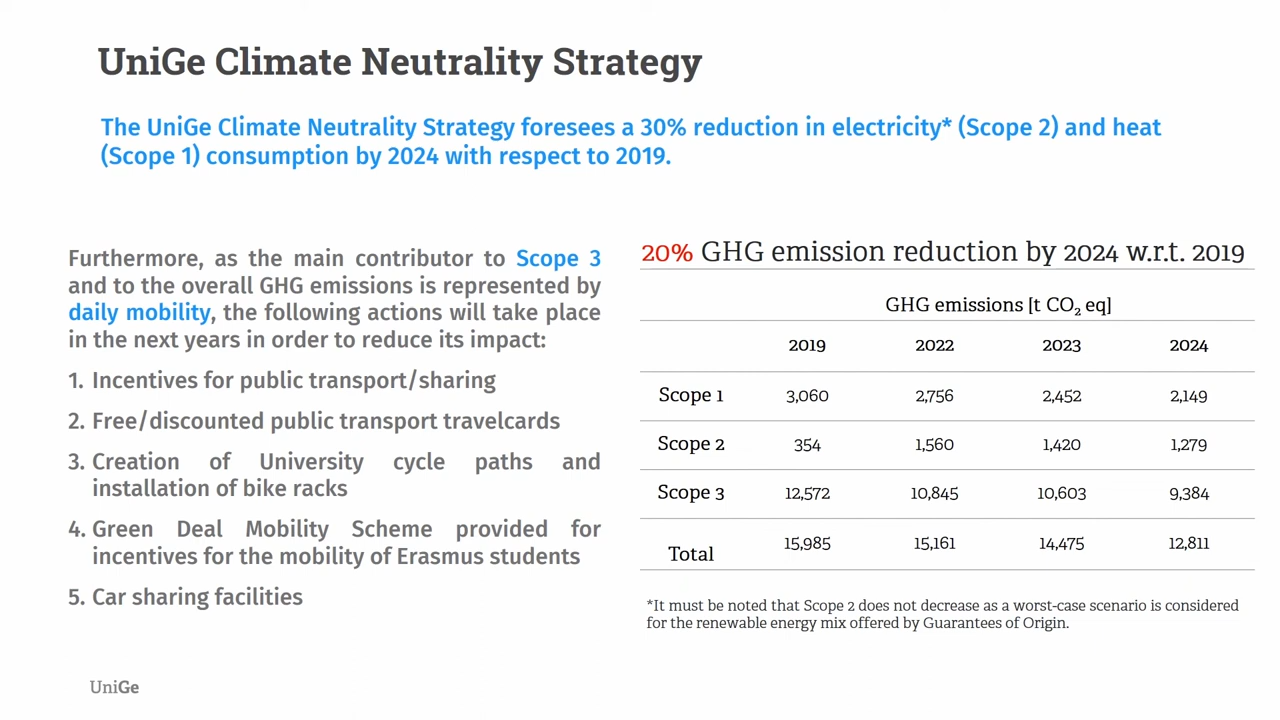 UniGe Climate Neutrality Strategy
The UniGe Climate Neutrality Strategy foresees a 30% reduction in electricity* (Scope 2) and heat
(Scope 1) consumption by 2024 with respect to 2019.
Furthermore, as the main contributor to Scope 3
and to the overall GHG emissions is represented by
daily mobility, the following actions will take place
in the next years in order to reduce its impact:
1. Incentives for public transport/sharing
2. Free/discounted public transport travelcards
3. Creation of University cycle paths and
installation of bike racks
4. Green Deal Mobility Scheme provided for
incentives for the mobility of Erasmus students
5. Car sharing facilities
20% GHG emission reduction by 2024 w.r.t. 2019
GHG emissions [t CO₂ eq]
2019 2022 2023 2024
Scope 1 3,060 2,756 2,452 2,149
Scope 2 354 1,560 1,420 1,279
Scope 3 12,572 10,845 10,603 9,384
Total 15,985 15,161 14,475 12,811
*It must be noted that Scope 2 does not decrease as a worst-case scenario is considered
for the renewable energy mix offered by Guarantees of Origin.
UniGe